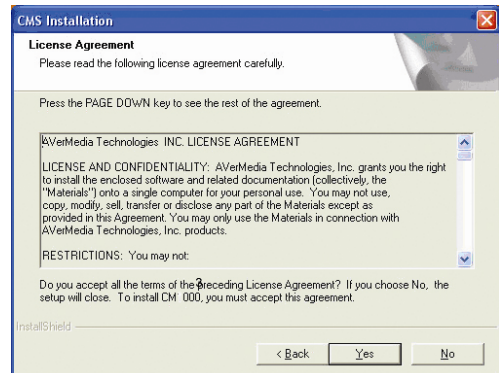 CMS Installation
License Agreement
Please read the following license agreement carefully.
Press the PAGE DOWN key to see the rest of the agreement.
AVerMedia Technologies INC. LICENSE AGREEMENT
LICENSE AND CONFIDENTIALITY: AVerMedia Technologies, Inc. grants you the right
to install the enclosed software and related documentation (collectively, the
"Materials") onto a single computer for your personal use. You may not use,
copy, modify, sell, transfer or disclose any part of the Materials except as
provided in this Agreement. You may only use the Materials in connection with
AVerMedia Technologies, Inc. products.
RESTRICTIONS: You may not:
Do you accept all the terms of the preceding License Agreement? If you choose No, the
setup will close. To install CM 000, you must accept this agreement.
InstallShield
< Back Yes No